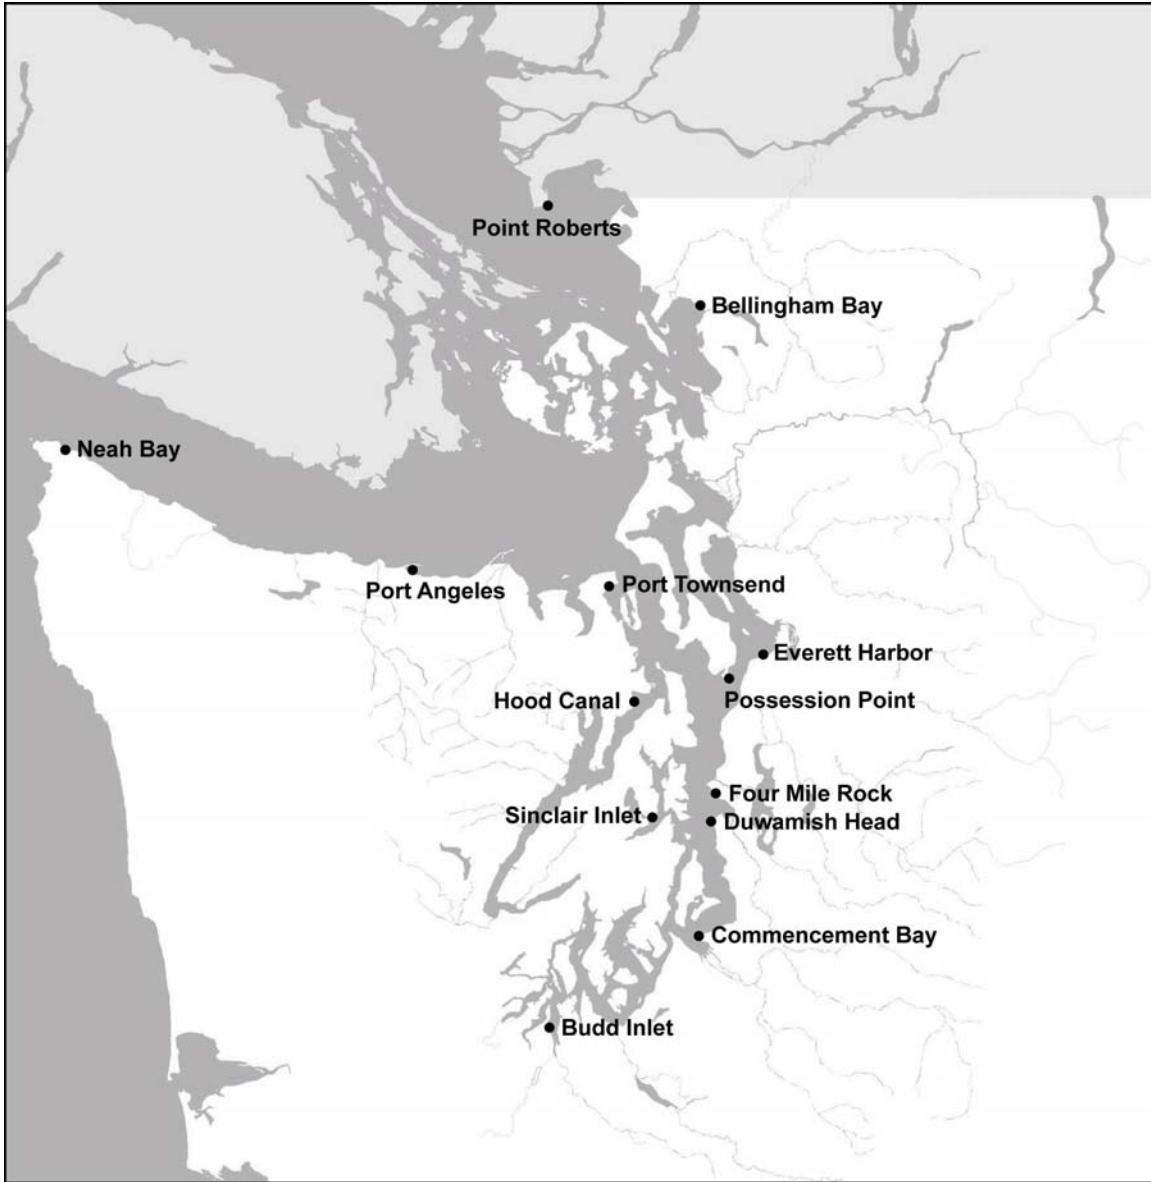 Point Roberts
Bellingham Bay
Neah Bay
Port Angeles
Port Townsend
Everett Harbor
Hood Canal
Possession Point
Four Mile Rock
Sinclair Inlet
Duwamish Head
Commencement Bay
Budd Inlet